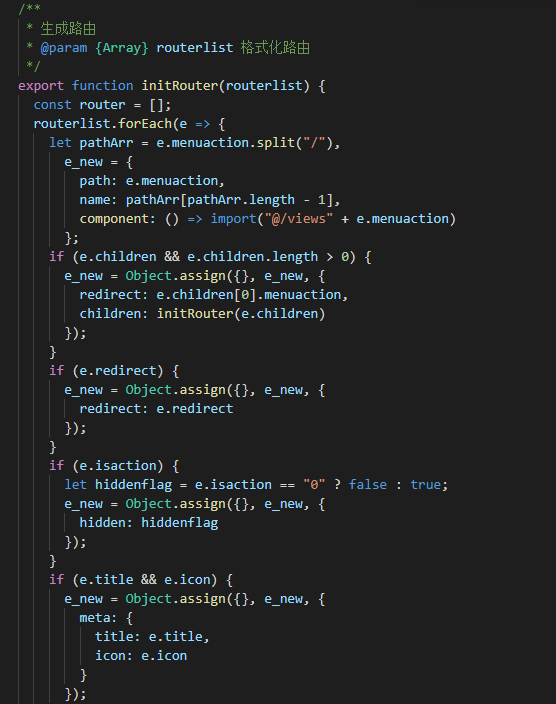 /**
 * 生成路由
 * @param {Array} routerlist 格式化路由
 */
export function initRouter(routerlist) {
  const router = [];
  routerlist.forEach(e => {
    let pathArr = e.menuaction.split("/"),
      e_new = {
        path: e.menuaction,
        name: pathArr[pathArr.length - 1],
        component: () => import("@/views" + e.menuaction)
      };
    if (e.children && e.children.length > 0) {
      e_new = Object.assign({}, e_new, {
        redirect: e.children[0].menuaction,
        children: initRouter(e.children)
      });
    }
    if (e.redirect) {
      e_new = Object.assign({}, e_new, {
        redirect: e.redirect
      });
    }
    if (e.isaction) {
      let hiddenflag = e.isaction == "0" ? false : true;
      e_new = Object.assign({}, e_new, {
        hidden: hiddenflag
      });
    }
    if (e.title && e.icon) {
      e_new = Object.assign({}, e_new, {
        meta: {
          title: e.title,
          icon: e.icon
        }
      });